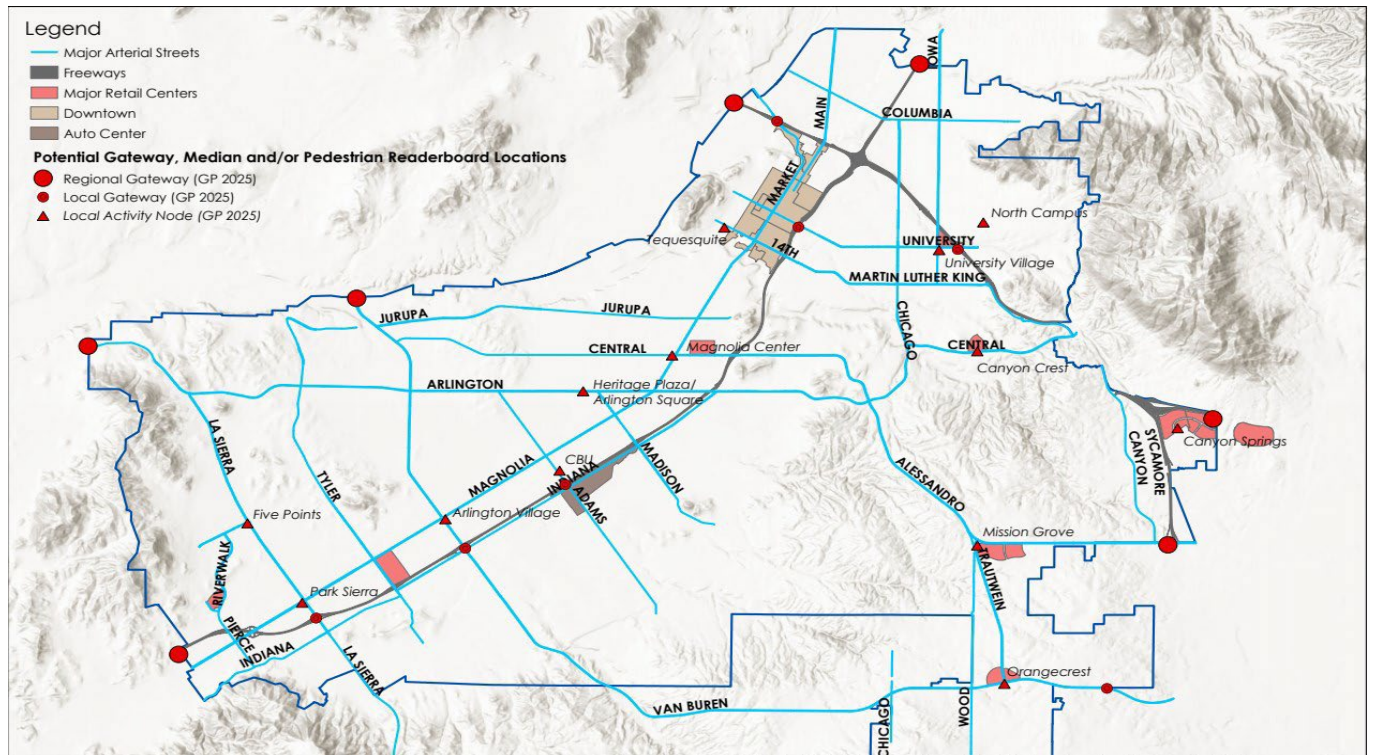 Legend
Major Arterial Streets
Freeways
Major Retail Centers
Downtown
Auto Center
Potential Gateway, Median and/or Pedestrian Readerboard Locations
Regional Gateway (GP 2025)
Local Gateway (GP 2025)
Local Activity Node (GP 2025)
IOWA
MAIN
COLUMBIA
MARKET
North Campus
Tequesquite
14TH
UNIVERSITY
University Village
MARTIN LUTHER KING
JURUPA
JURUPA
CHICAGO
CENTRAL
Magnolia Center
CENTRAL
Canyon Crest
ARLINGTON
Heritage Plaza/
Arlington Square
LA SIERRA
SYCAMORE
CANYON
Canyon Springs
TYLER
MAGNOLIA
CBU
INDIANA
ADAMS
MADISON
ALESSANDRO
Five Points
Arlington Village
Mission Grove
RIVERWALK
TRAUTWEIN
Park Sierra
PIERCE
INDIANA
LA SIERRA
Orangecrest
VAN BUREN
CHICAGO
WOOD